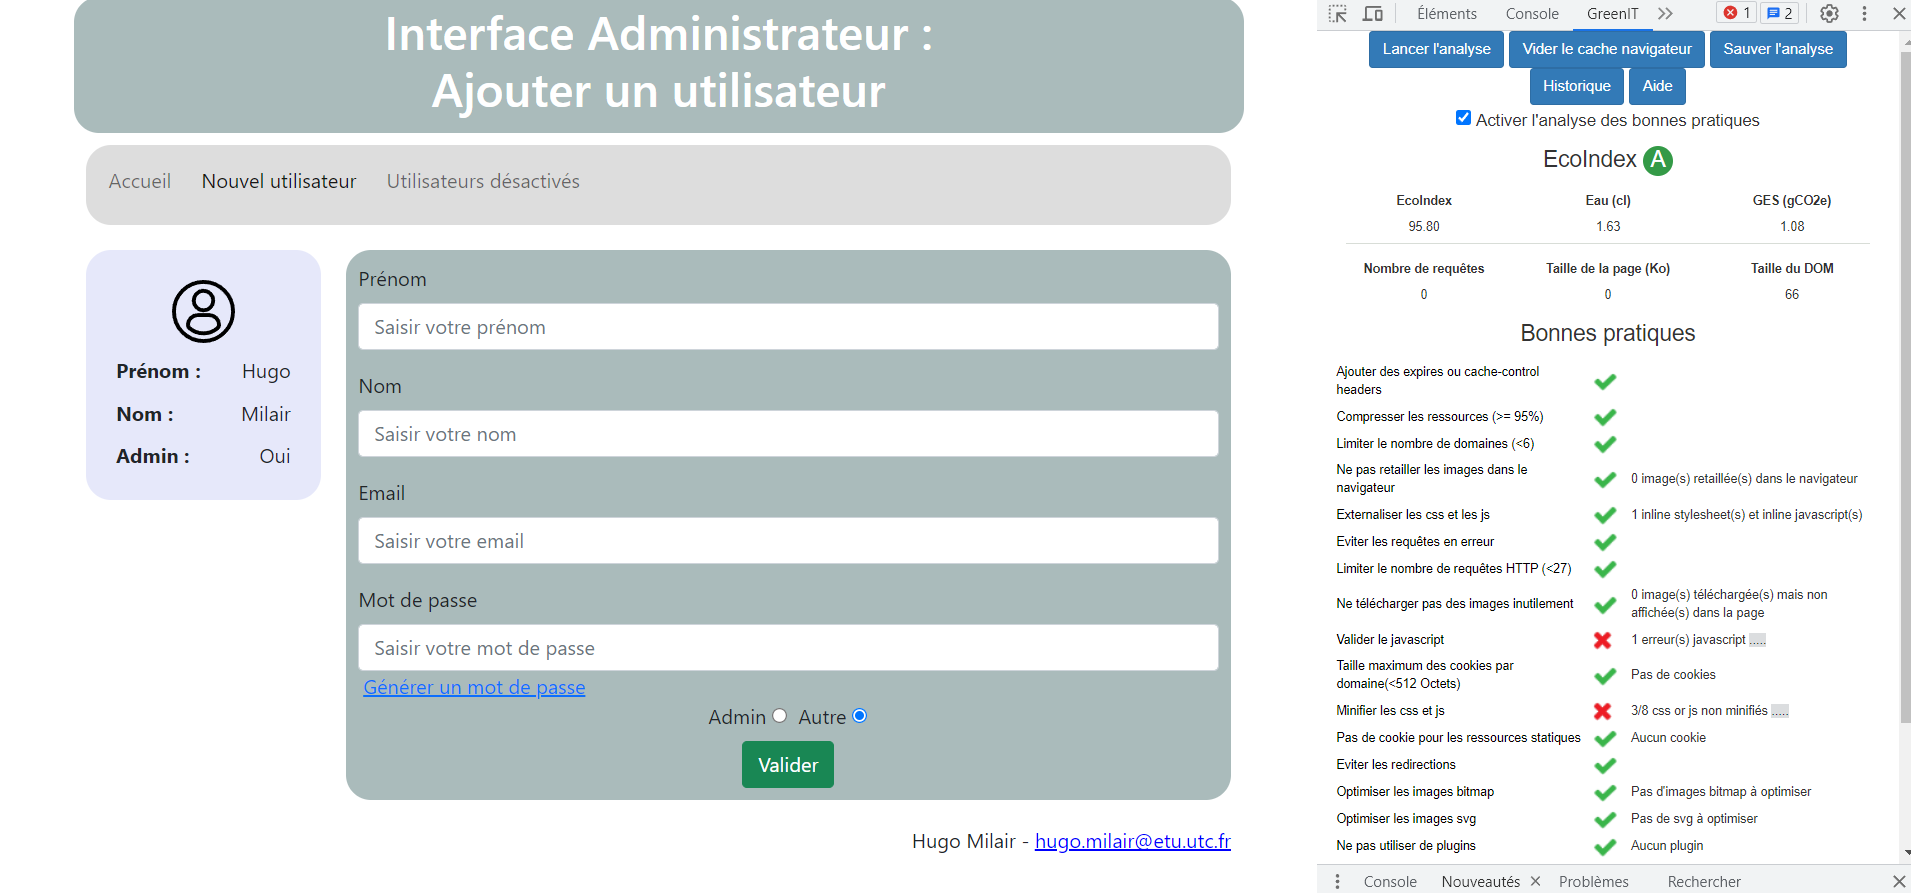 Interface Administrateur :
Ajouter un utilisateur
Accueil Nouvel utilisateur Utilisateurs désactivés
Prénom : Hugo
Nom : Milair
Admin : Oui
Prénom
Saisir votre prénom
Nom
Saisir votre nom
Email
Saisir votre email
Mot de passe
Saisir votre mot de passe
Générer un mot de passe
Admin Autre
Valider
Hugo Milair - hugo.milair@etu.utc.fr
Éléments Console GreenIT 1 2
Lancer l'analyse Vider le cache navigateur Sauver l'analyse
Historique Aide
Activer l'analyse des bonnes pratiques
EcoIndex A
EcoIndex Eau (cl) GES (gCO2e)
95.80 1.63 1.08
Nombre de requêtes Taille de la page (Ko) Taille du DOM
0 0 66
Bonnes pratiques
Ajouter des expires ou cache-control
headers
Compresser les ressources (>= 95%)
Limiter le nombre de domaines (<6)
Ne pas retailler les images dans le
navigateur
0 image(s) retaillée(s) dans le navigateur
Externaliser les css et les js 1 inline stylesheet(s) et inline javascript(s)
Eviter les requêtes en erreur
Limiter le nombre de requêtes HTTP (<27)
Ne télécharger pas des images inutilement
0 image(s) téléchargée(s) mais non
affichée(s) dans la page
Valider le javascript 1 erreur(s) javascript .....
Taille maximum des cookies par
domaine(<512 Octets)
Pas de cookies
Minifier les css et js 3/8 css or js non minifiés .....
Pas de cookie pour les ressources statiques Aucun cookie
Eviter les redirections
Optimiser les images bitmap Pas d'images bitmap à optimiser
Optimiser les images svg Pas de svg à optimiser
Ne pas utiliser de plugins Aucun plugin
Console Nouveautés Problèmes Rechercher